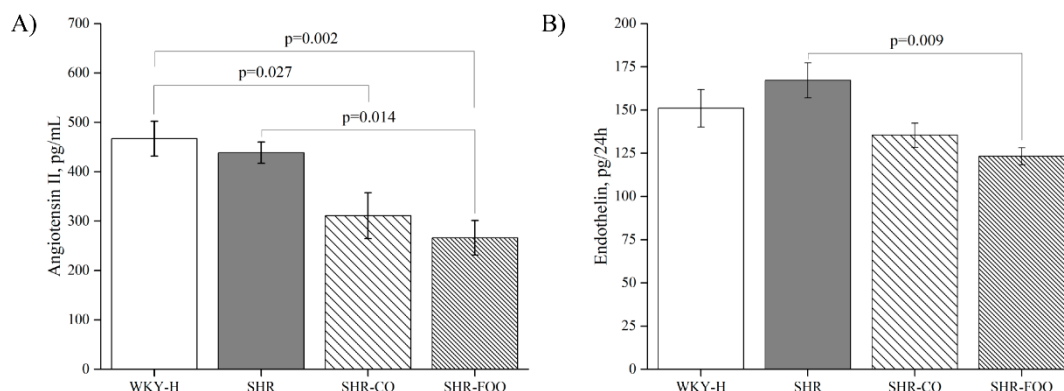 A)
700
600
500
400
300
200
100
0
Angiotensin II, pg/mL
p=0.002
p=0.027
p=0.014
WKY-H SHR SHR-CO SHR-FOO
B)
200
175
150
125
100
75
50
25
0
Endothelin, pg/24h
p=0.009
WKY-H SHR SHR-CO SHR-FOO